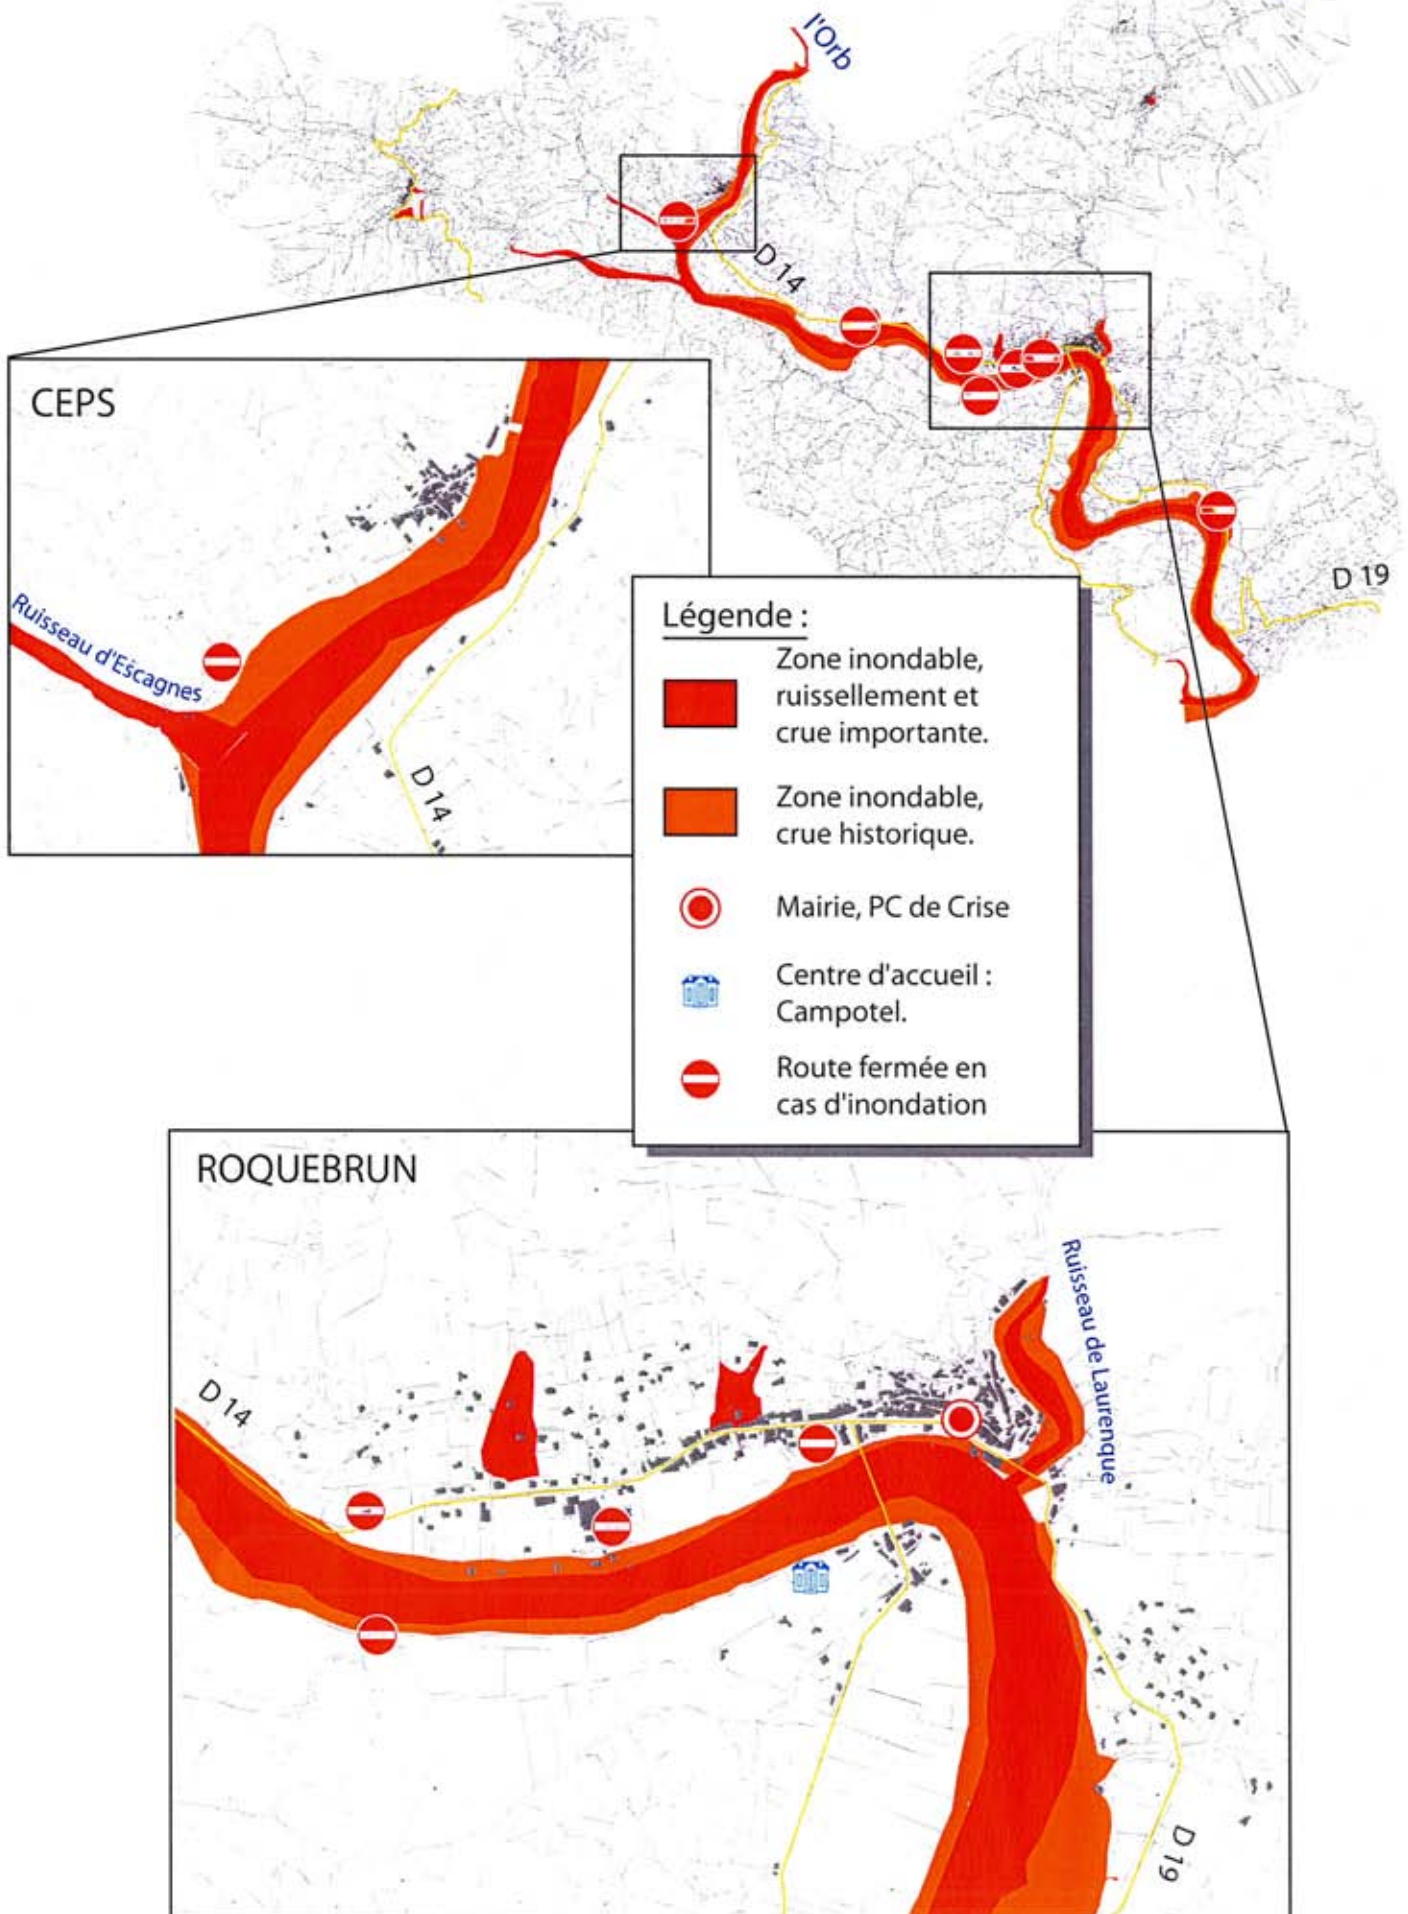 l'Orb
D 14
D 19
CEPS
Ruisseau d'Escagnes
D 14
Légende :
Zone inondable,
ruissellement et
crue importante.
Zone inondable,
crue historique.
Mairie, PC de Crise
Centre d'accueil :
Campotel.
Route fermée en
cas d'inondation
ROQUEBRUN
Ruisseau de Laurenque
D 14
D 19